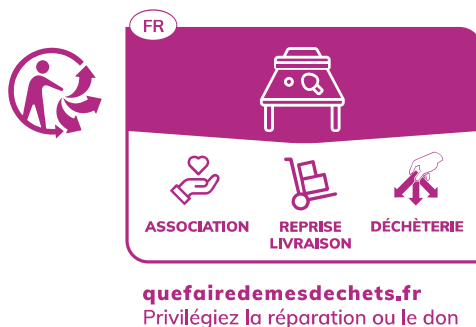 FR
ASSOCIATION
REPRISE
LIVRAISON
DÉCHÈTERIE
quefairedemesdechets.fr
Privilégiez la réparation ou le don